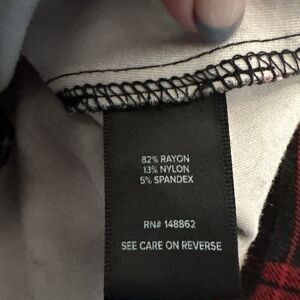 82% RAYON
13% NYLON
5% SPANDEX
RN# 148862
SEE CARE ON REVERSE